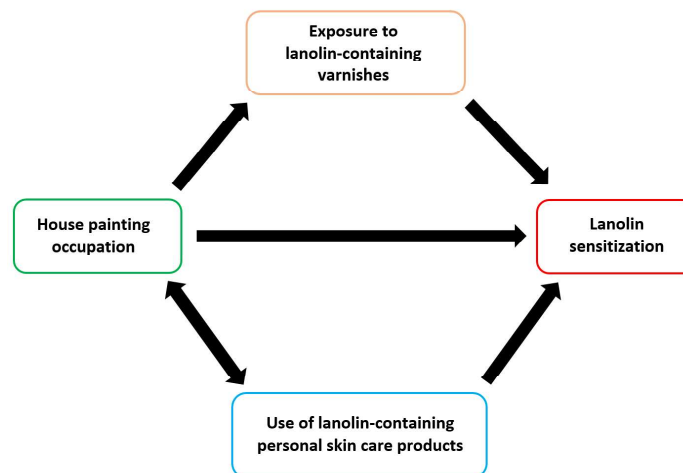 Exposure to
lanolin-containing
varnishes
House painting
occupation
Lanolin
sensitization
Use of lanolin-containing
personal skin care products